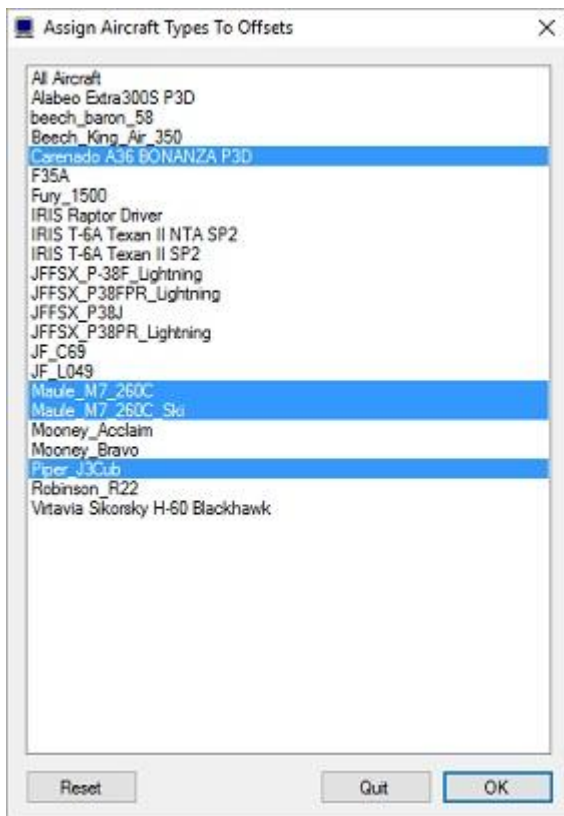 Assign Aircraft Types To Offsets
All Aircraft
Alabeo Extra300S P3D
beech_baron_58
Beech_King_Air_350
Carenado A36 BONANZA P3D
F35A
Fury_1500
IRIS Raptor Driver
IRIS T-6A Texan II NTA SP2
IRIS T-6A Texan II SP2
JFFSX_P-38F_Lightning
JFFSX_P38FPR_Lightning
JFFSX_P38J
JFFSX_P38PR_Lightning
JF_C69
JF_L049
Maule_M7_260C
Maule_M7_260C_Ski
Mooney_Acclaim
Mooney_Bravo
Piper_J3Cub
Robinson_R22
Virtavia Sikorsky H-60 Blackhawk
Reset Quit OK